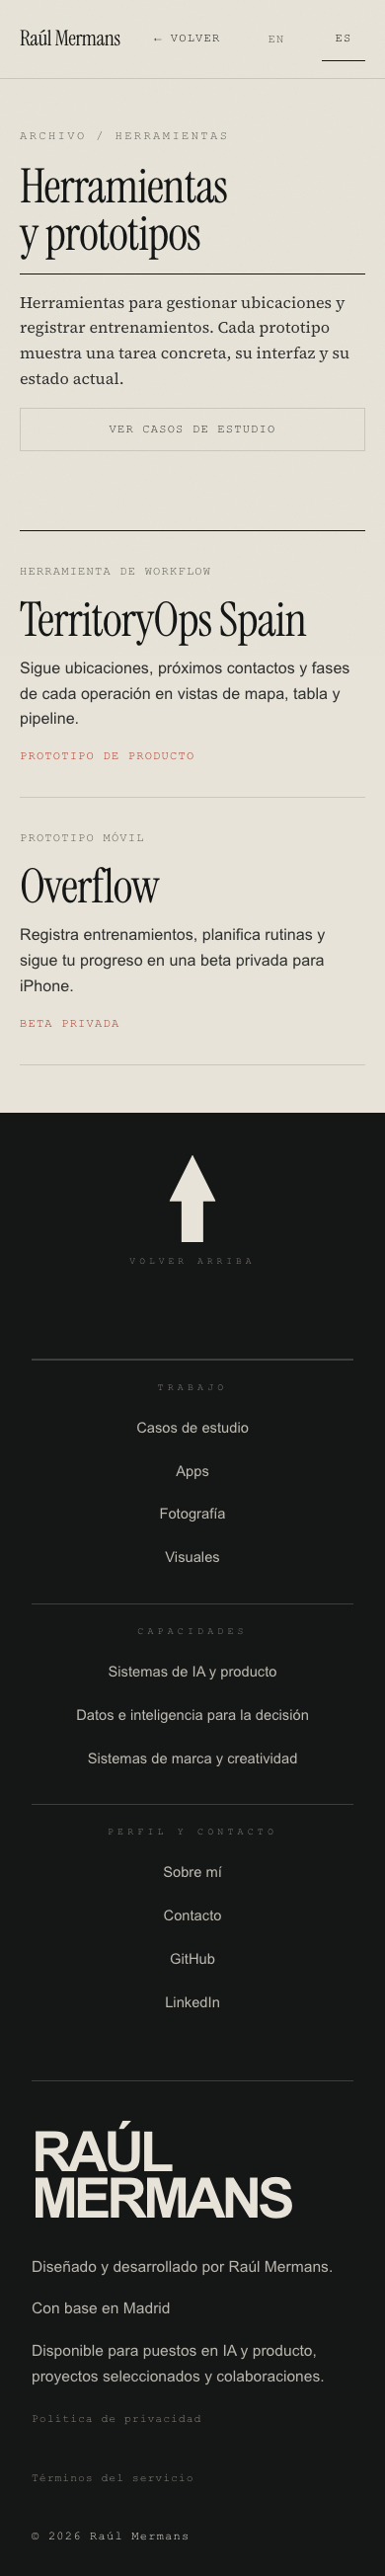 Raúl Mermans
← VOLVER
EN
ES
ARCHIVO / HERRAMIENTAS
Herramientas
y prototipos
Herramientas para gestionar ubicaciones y
registrar entrenamientos. Cada prototipo
muestra una tarea concreta, su interfaz y su
estado actual.
VER CASOS DE ESTUDIO
HERRAMIENTA DE WORKFLOW
TerritoryOps Spain
Sigue ubicaciones, próximos contactos y fases
de cada operación en vistas de mapa, tabla y
pipeline.
PROTOTIPO DE PRODUCTO
PROTOTIPO MÓVIL
Overflow
Registra entrenamientos, planifica rutinas y
sigue tu progreso en una beta privada para
iPhone.
BETA PRIVADA
VOLVER ARRIBA
TRABAJO
Casos de estudio
Apps
Fotografía
Visuales
CAPACIDADES
Sistemas de IA y producto
Datos e inteligencia para la decisión
Sistemas de marca y creatividad
PERFIL Y CONTACTO
Sobre mí
Contacto
GitHub
LinkedIn
RAÚL
MERMANS
Diseñado y desarrollado por Raúl Mermans.
Con base en Madrid
Disponible para puestos en IA y producto,
proyectos seleccionados y colaboraciones.
Política de privacidad
Términos del servicio
© 2026 Raúl Mermans